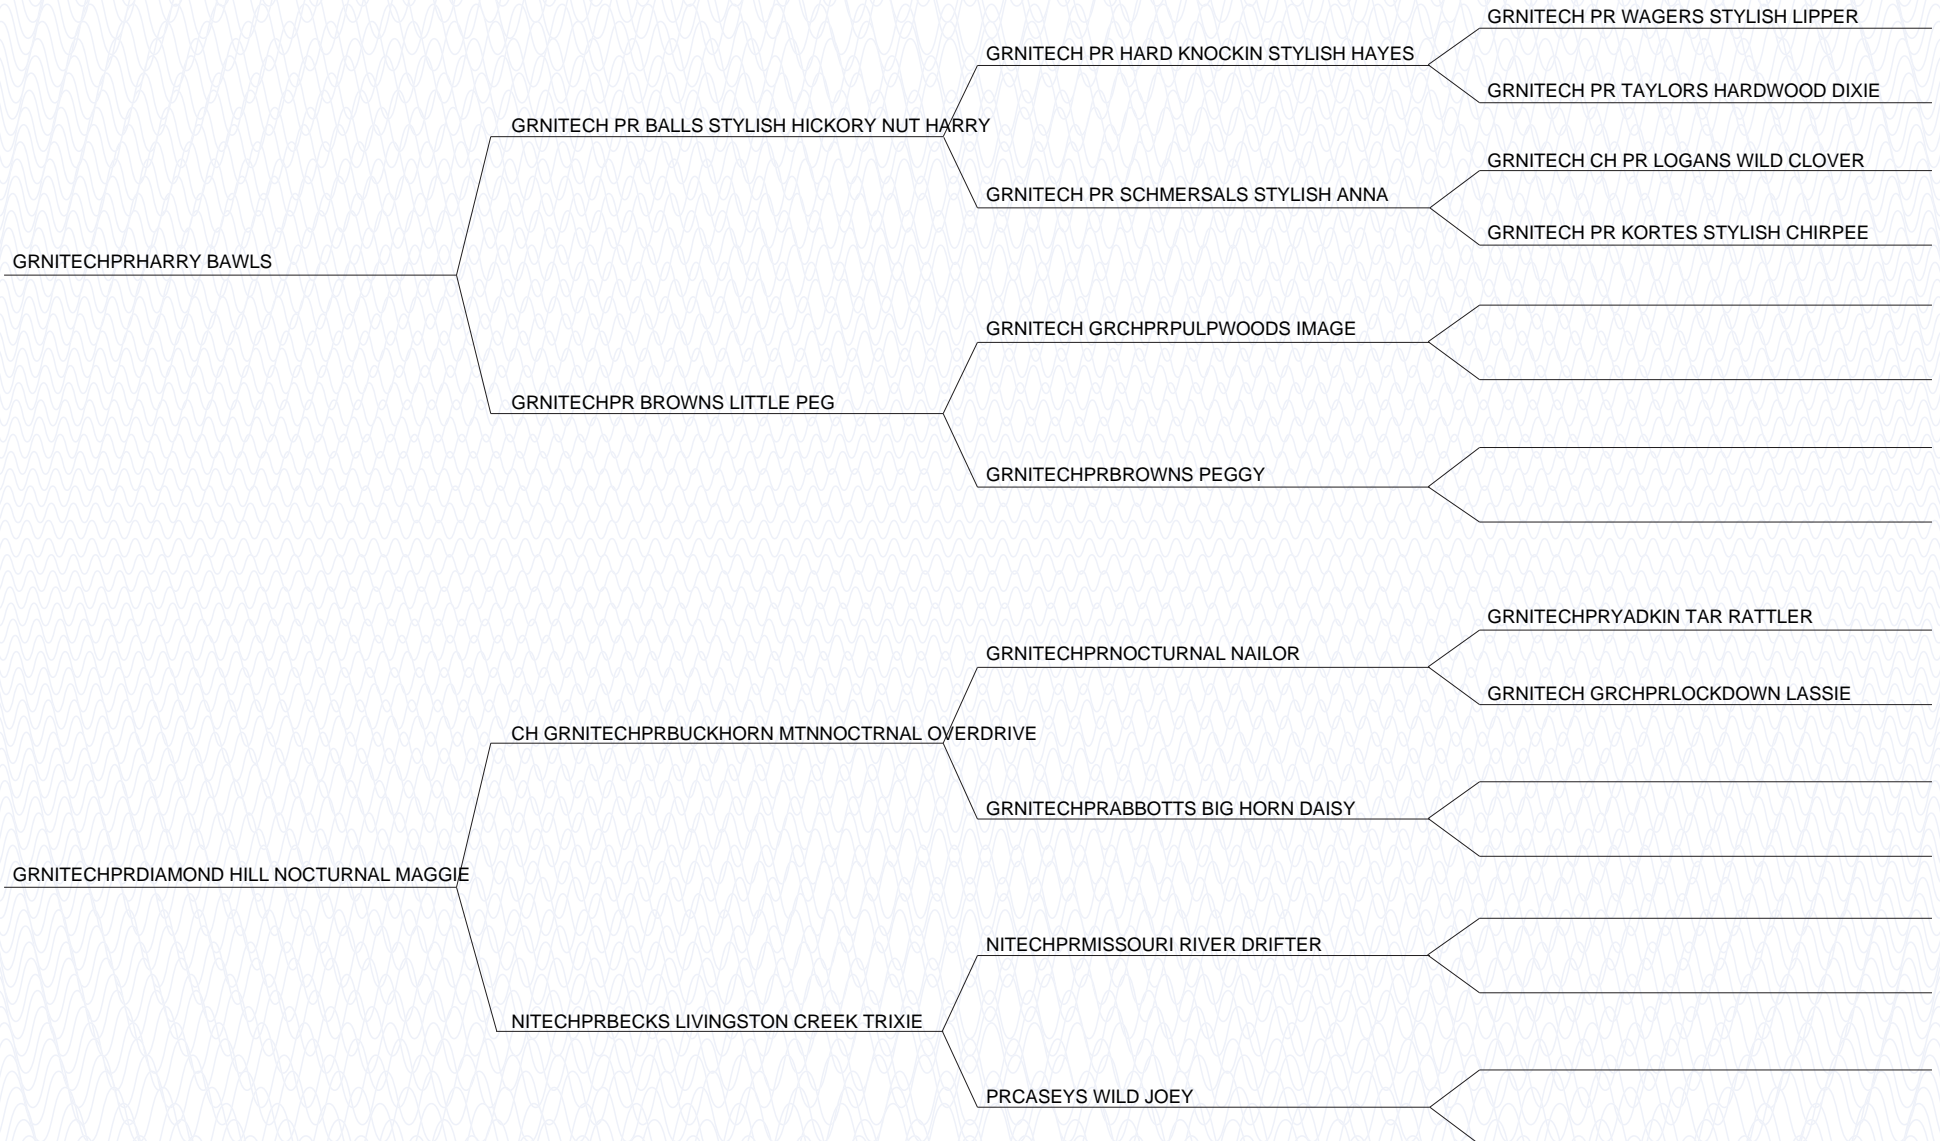 GRNITECH PR WAGERS STYLISH LIPPER
GRNITECH PR HARD KNOCKIN STYLISH HAYES
GRNITECH PR TAYLORS HARDWOOD DIXIE
GRNITECH PR BALLS STYLISH HICKORY NUT HARRY
GRNITECH CH PR LOGANS WILD CLOVER
GRNITECH PR SCHMERSALS STYLISH ANNA
GRNITECH PR KORTES STYLISH CHIRPEE
GRNITECHPRHARRY BAWLS
GRNITECH GRCHPRPULPWOODS IMAGE
GRNITECHPR BROWNS LITTLE PEG
GRNITECHPRBROWNS PEGGY
GRNITECHPRYADKIN TAR RATTLER
GRNITECHPRNOCTURNAL NAILOR
GRNITECH GRCHPRLOCKDOWN LASSIE
CH GRNITECHPRBUCKHORN MTNNOCTRNAL OVERDRIVE
GRNITECHPRABBOTTS BIG HORN DAISY
GRNITECHPRDIAMOND HILL NOCTURNAL MAGGIE
NITECHPRMISSOURI RIVER DRIFTER
NITECHPRBECKS LIVINGSTON CREEK TRIXIE
PRCASEYS WILD JOEY